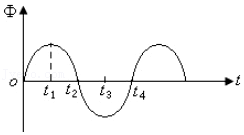 Φ
o t₁ t₂ t₃ t₄ t